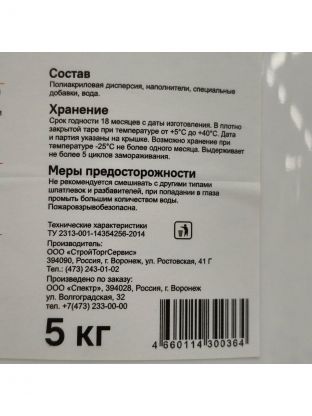 Состав
Полиакриловая дисперсия, наполнители, специальные
добавки, вода.
Хранение
Срок годности 18 месяцев с даты изготовления. В плотно
закрытой таре при температуре от +5°С до +40°С. Дата
и партия указаны на крышке. Возможно хранение при
температуре -25°С не более одного месяца. Выдерживает
не более 5 циклов замораживания.
Меры предосторожности
Не рекомендуется смешивать с другими типами
шпатлевок и разбавителей, при попадании в глаза
промыть большим количеством воды.
Пожаровзрывобезопасна.
Технические характеристики
ТУ 2313-001-14354256-2014
Производитель:
ООО «СтройТоргСервис»
394090, Россия, г. Воронеж, ул. Ростовская, 41 Г
Тел.: (473) 243-01-02
Произведено по заказу:
ООО «Спектр», 394028, Россия, г. Воронеж
ул. Волгоградская, 32
тел. +7(473) 233-00-00
5 кг
4 660114 300364